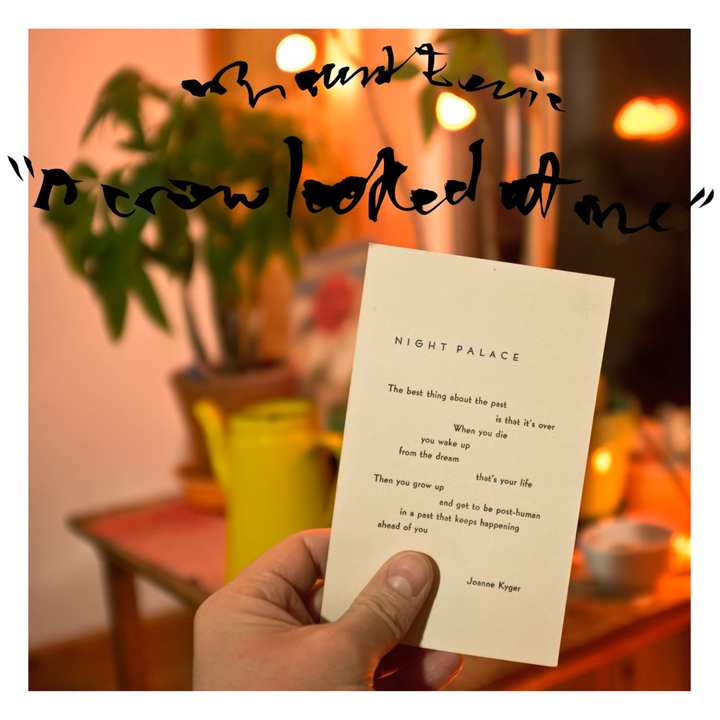 mount Eerie
"A crow looked at me"
NIGHT PALACE
The best thing about the past
is that it's over
When you die
you wake up
from the dream
that's your life
Then you grow up
and get to be post-human
in a past that keeps happening
ahead of you
Joanne Kyger